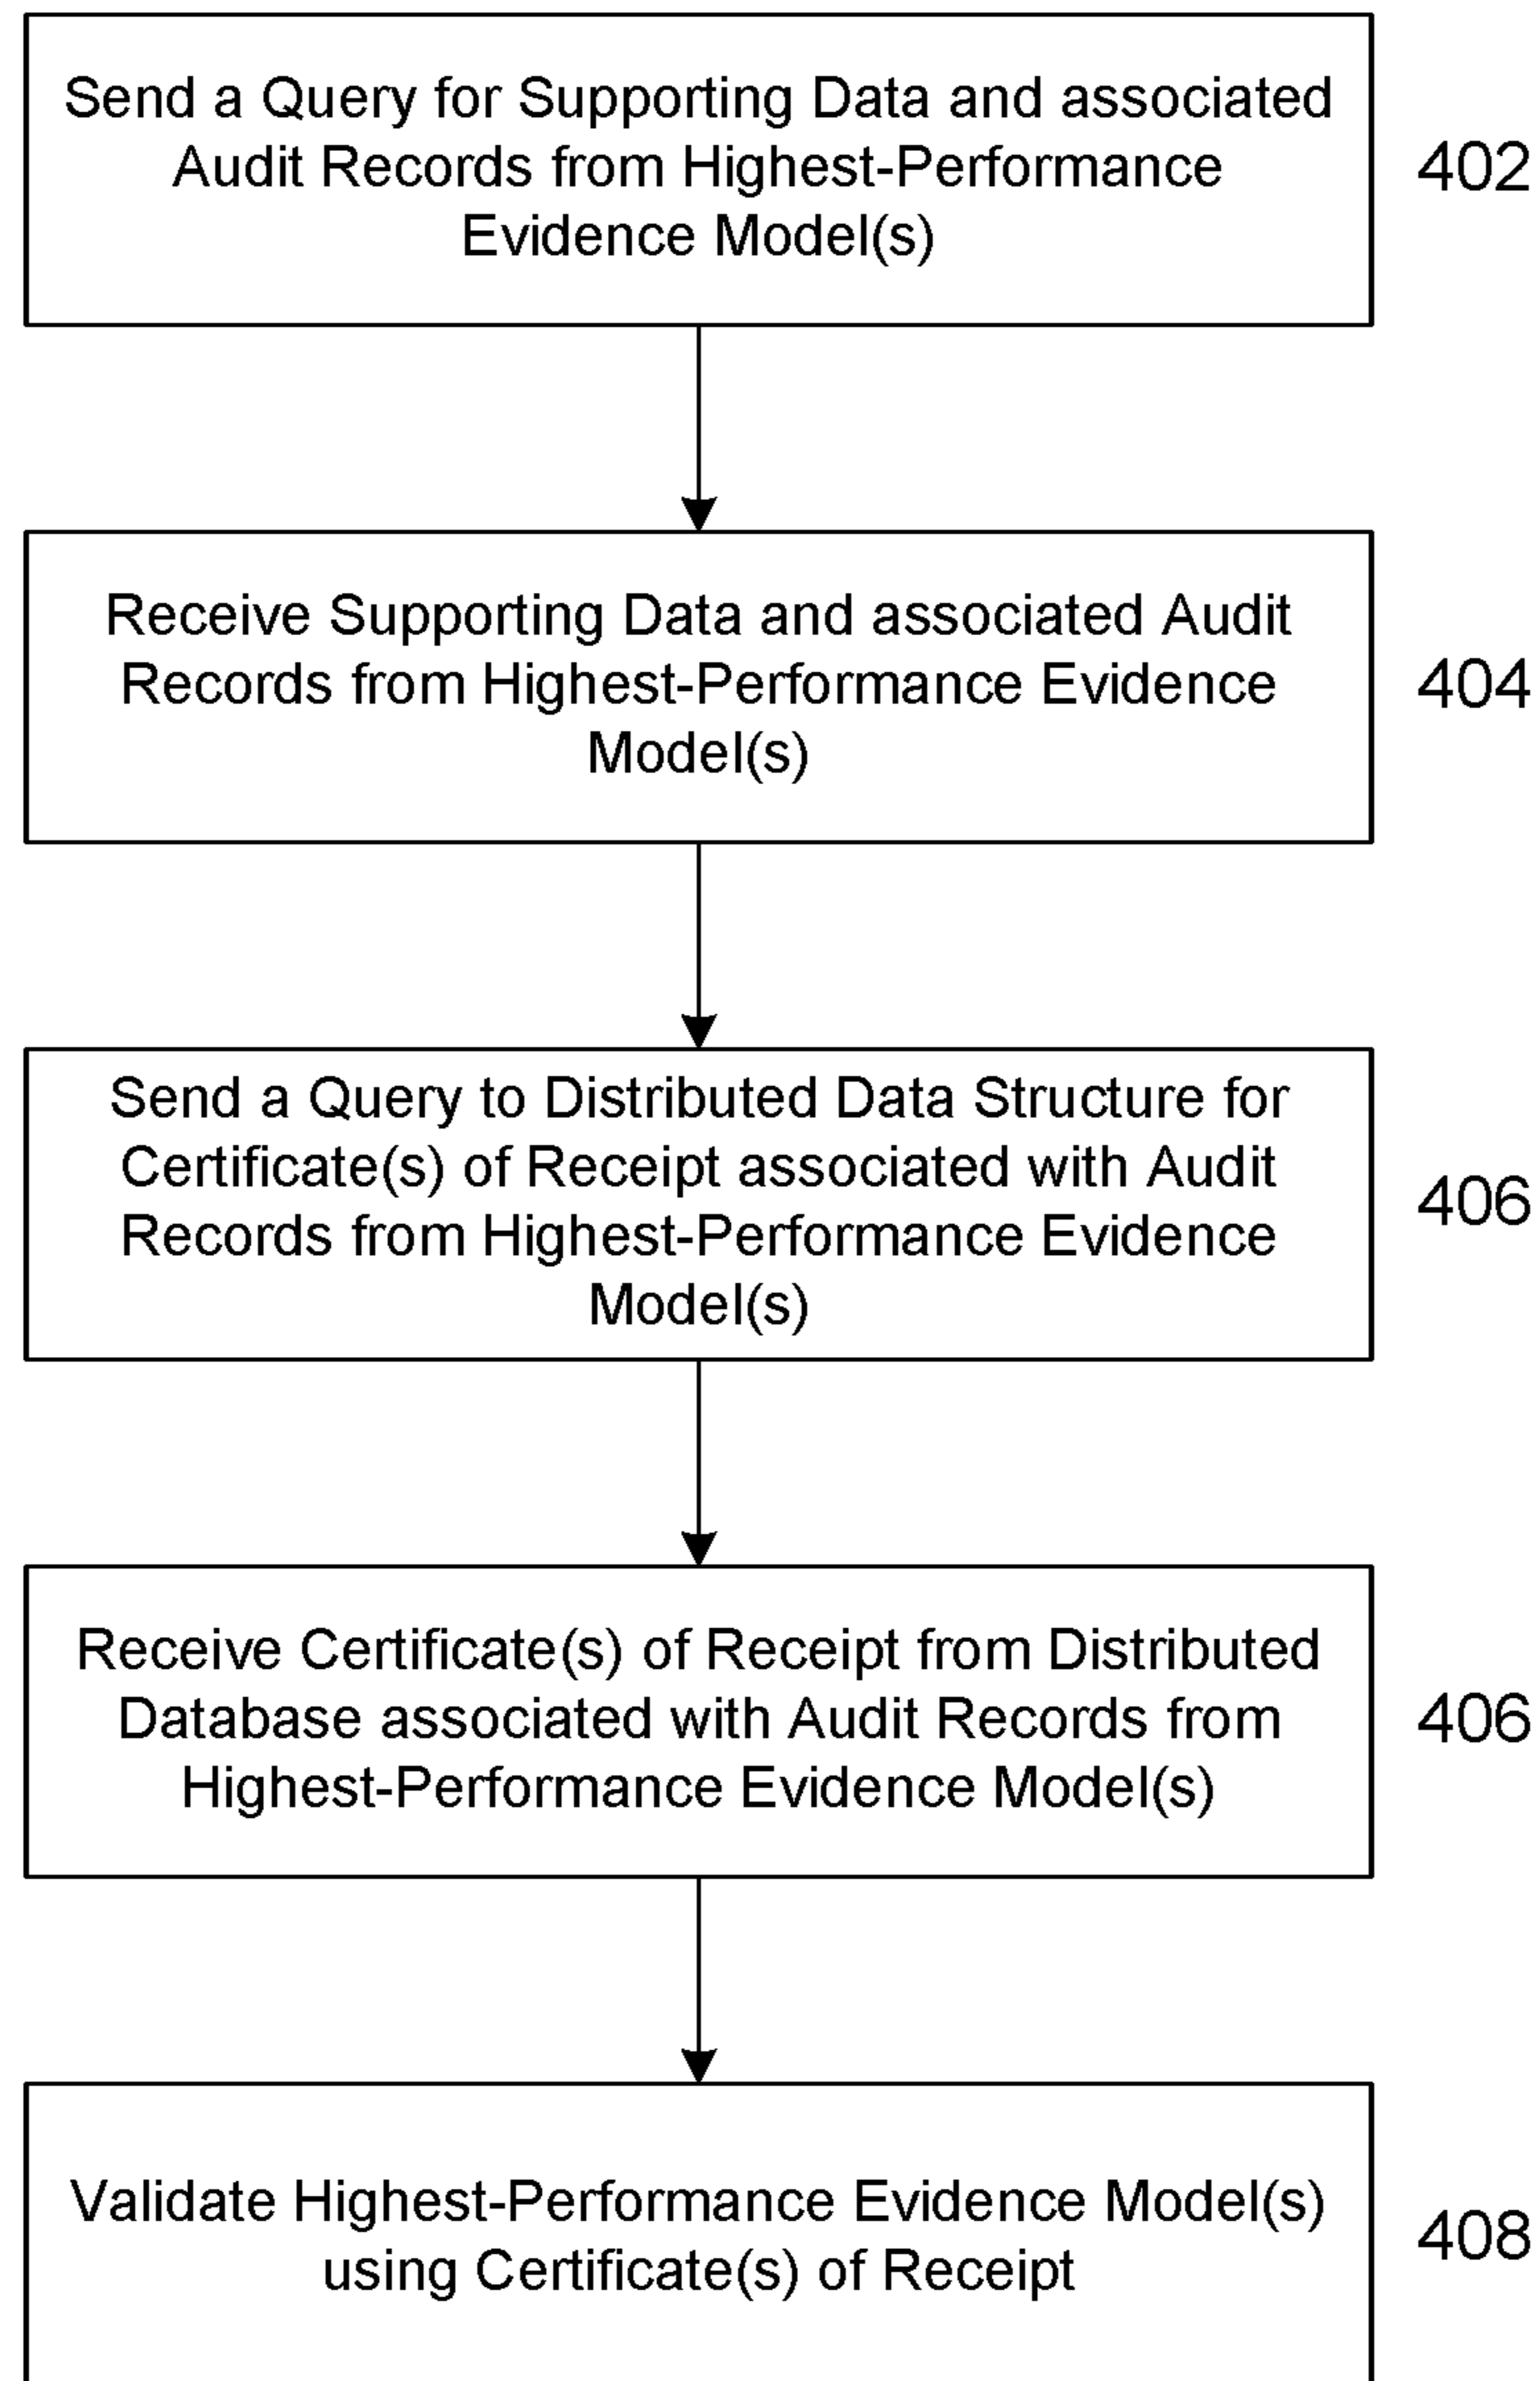 Send a Query for Supporting Data and associated
Audit Records from Highest-Performance
Evidence Model(s)
402
Receive Supporting Data and associated Audit
Records from Highest-Performance Evidence
Model(s)
404
Send a Query to Distributed Data Structure for
Certificate(s) of Receipt associated with Audit
Records from Highest-Performance Evidence
Model(s)
406
Receive Certificate(s) of Receipt from Distributed
Database associated with Audit Records from
Highest-Performance Evidence Model(s)
406
Validate Highest-Performance Evidence Model(s)
using Certificate(s) of Receipt
408